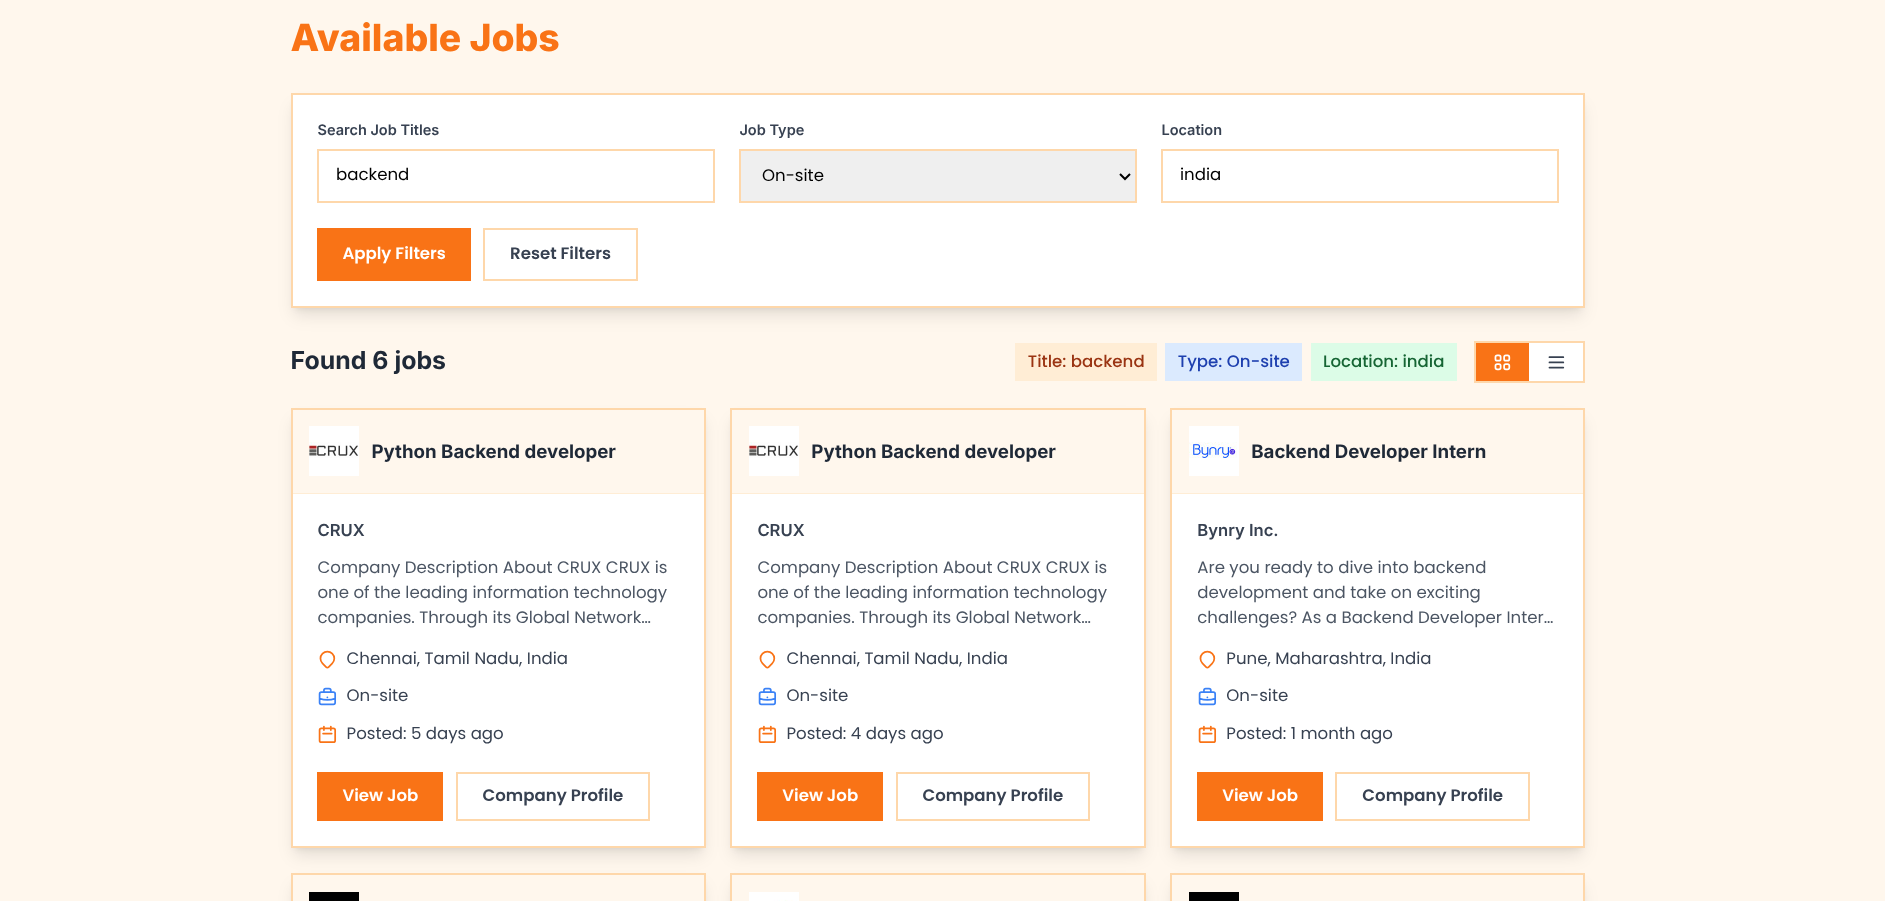 Available Jobs
Search Job Titles
Job Type
Location
backend
On-site
india
Apply Filters
Reset Filters
Found 6 jobs
Title: backend
Type: On-site
Location: india
CRUX
Python Backend developer
CRUX
Company Description About CRUX CRUX is
one of the leading information technology
companies. Through its Global Network...
Chennai, Tamil Nadu, India
On-site
Posted: 5 days ago
View Job
Company Profile
CRUX
Python Backend developer
CRUX
Company Description About CRUX CRUX is
one of the leading information technology
companies. Through its Global Network...
Chennai, Tamil Nadu, India
On-site
Posted: 4 days ago
View Job
Company Profile
Bynry
Backend Developer Intern
Bynry Inc.
Are you ready to dive into backend
development and take on exciting
challenges? As a Backend Developer Inter...
Pune, Maharashtra, India
On-site
Posted: 1 month ago
View Job
Company Profile